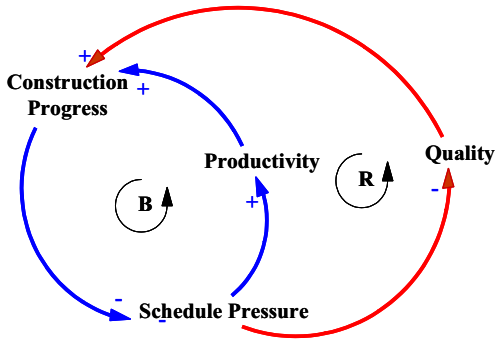 +
Construction
Progress
+
Productivity
Quality
R
-
+
B
-
-
Schedule Pressure